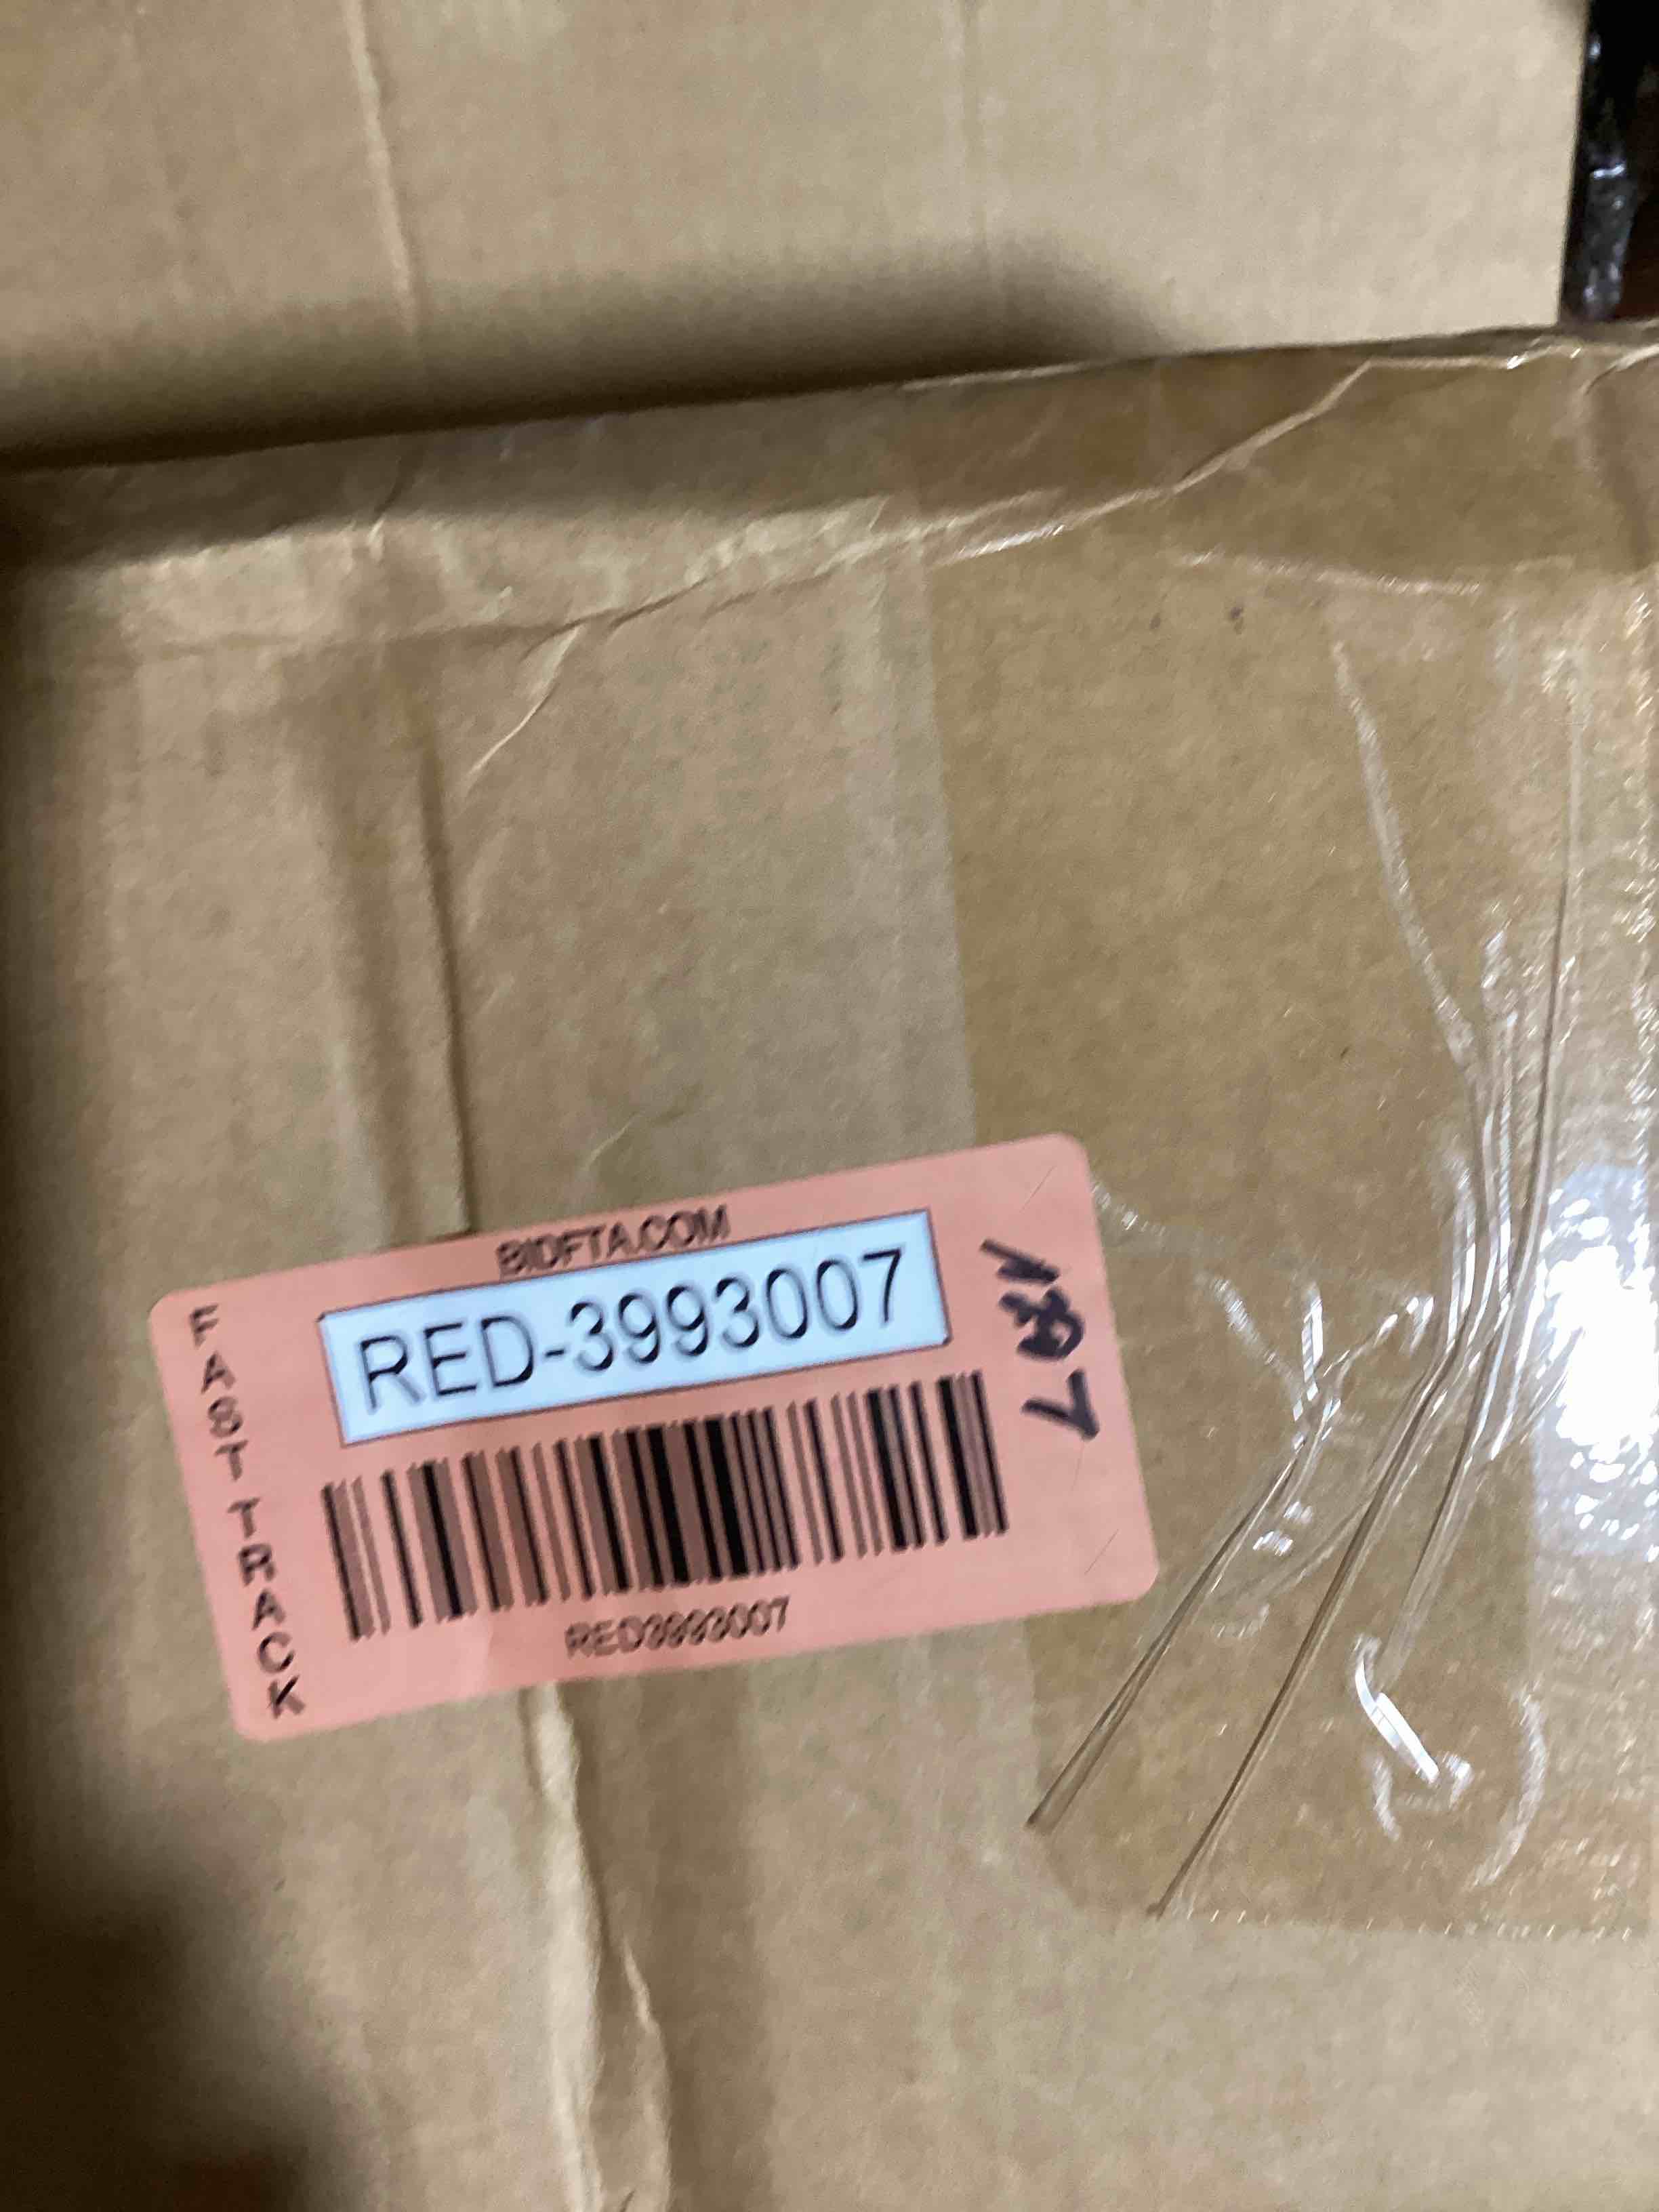 BIDFTA.COM
RED-3993007
RED3993007
FAST TRACK